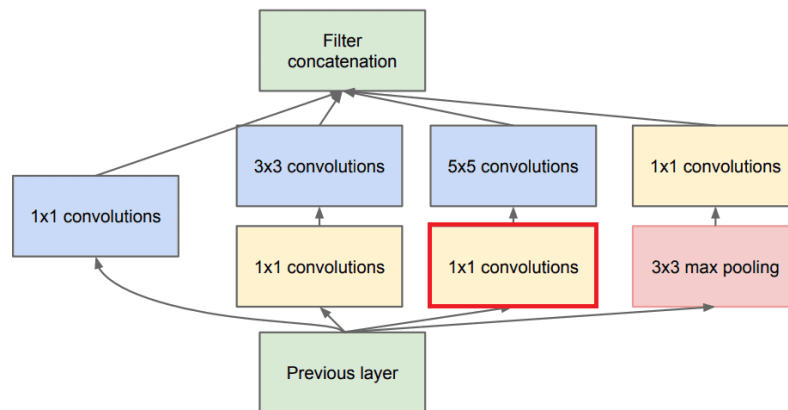 Filter
concatenation
3x3 convolutions
5x5 convolutions
1x1 convolutions
1x1 convolutions
1x1 convolutions
1x1 convolutions
3x3 max pooling
Previous layer